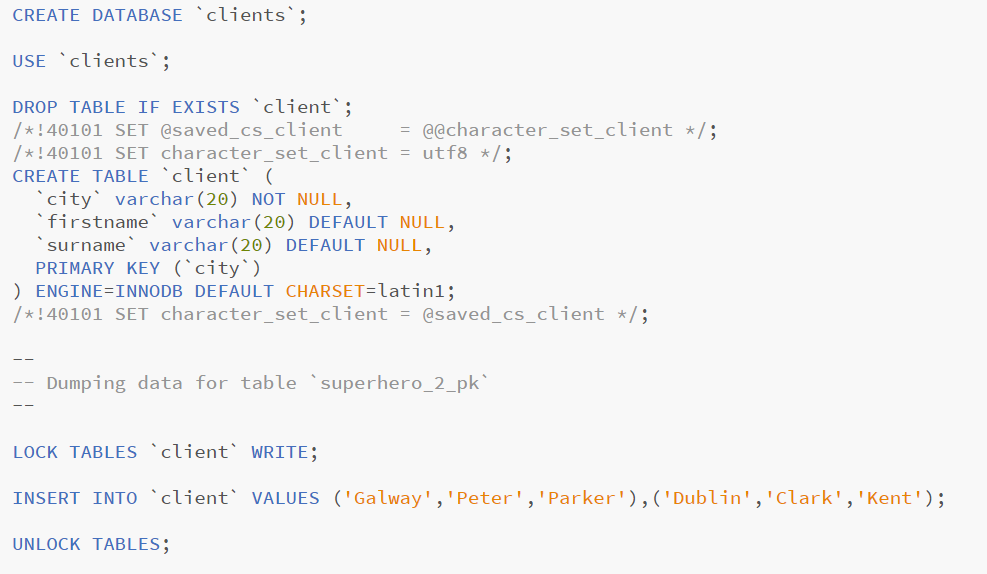 CREATE DATABASE `clients`;
USE `clients`;
DROP TABLE IF EXISTS `client`;
/*!40101 SET @saved_cs_client     = @@character_set_client */;
/*!40101 SET character_set_client = utf8 */;
CREATE TABLE `client` (
  `city` varchar(20) NOT NULL,
  `firstname` varchar(20) DEFAULT NULL,
  `surname` varchar(20) DEFAULT NULL,
  PRIMARY KEY (`city`)
) ENGINE=INNODB DEFAULT CHARSET=latin1;
/*!40101 SET character_set_client = @saved_cs_client */;
--
-- Dumping data for table `superhero_2_pk`
--
LOCK TABLES `client` WRITE;
INSERT INTO `client` VALUES ('Galway','Peter','Parker'),('Dublin','Clark','Kent');
UNLOCK TABLES;